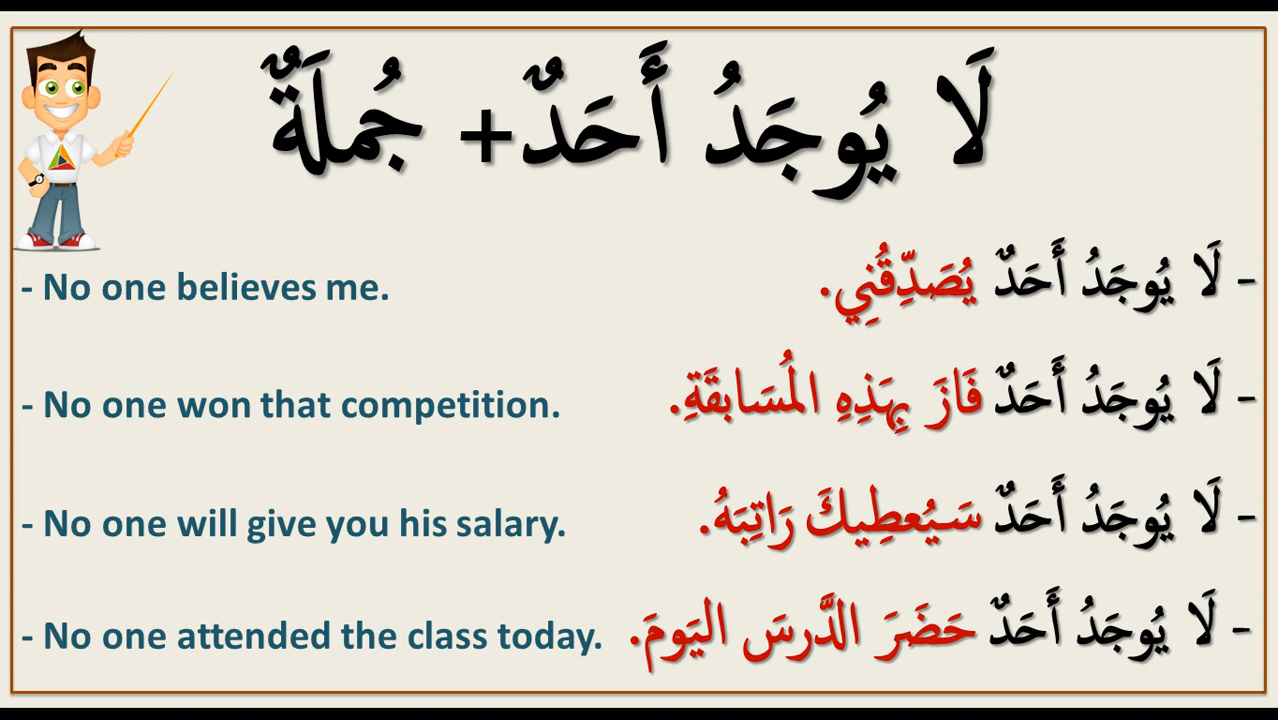 لَا يُوجَدُ أَحَدٌ+ جُملَةٌ
- No one believes me.
- لَا يُوجَدُ أَحَدٌ يُصَدِّقُنِي.
- No one won that competition.
- لَا يُوجَدُ أَحَدٌ فَازَ بِهَذِهِ المُسَابقَةِ.
- No one will give you his salary.
- لَا يُوجَدُ أَحَدٌ سَيُعطِيكَ رَاتِبَهُ.
- No one attended the class today.
- لَا يُوجَدُ أَحَدٌ حَضَرَ الدَّرسَ اليَومَ.